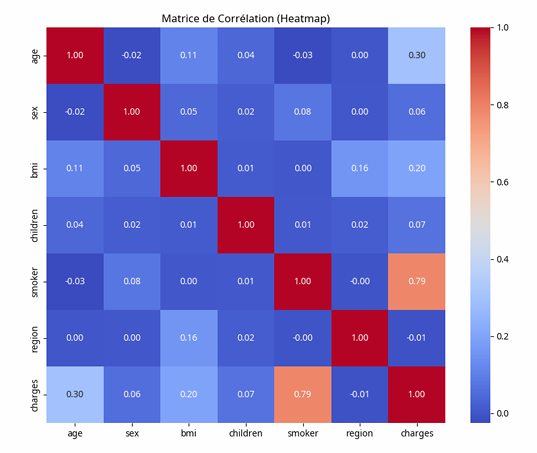 Matrice de Corrélation (Heatmap)
age 1.00 -0.02 0.11 0.04 -0.03 0.00 0.30
sex -0.02 1.00 0.05 0.02 0.08 0.00 0.06
bmi 0.11 0.05 1.00 0.01 0.00 0.16 0.20
children 0.04 0.02 0.01 1.00 0.01 0.02 0.07
smoker -0.03 0.08 0.00 0.01 1.00 -0.00 0.79
region 0.00 0.00 0.16 0.02 -0.00 1.00 -0.01
charges 0.30 0.06 0.20 0.07 0.79 -0.01 1.00
age sex bmi children smoker region charges
1.0
0.8
0.6
0.4
0.2
0.0